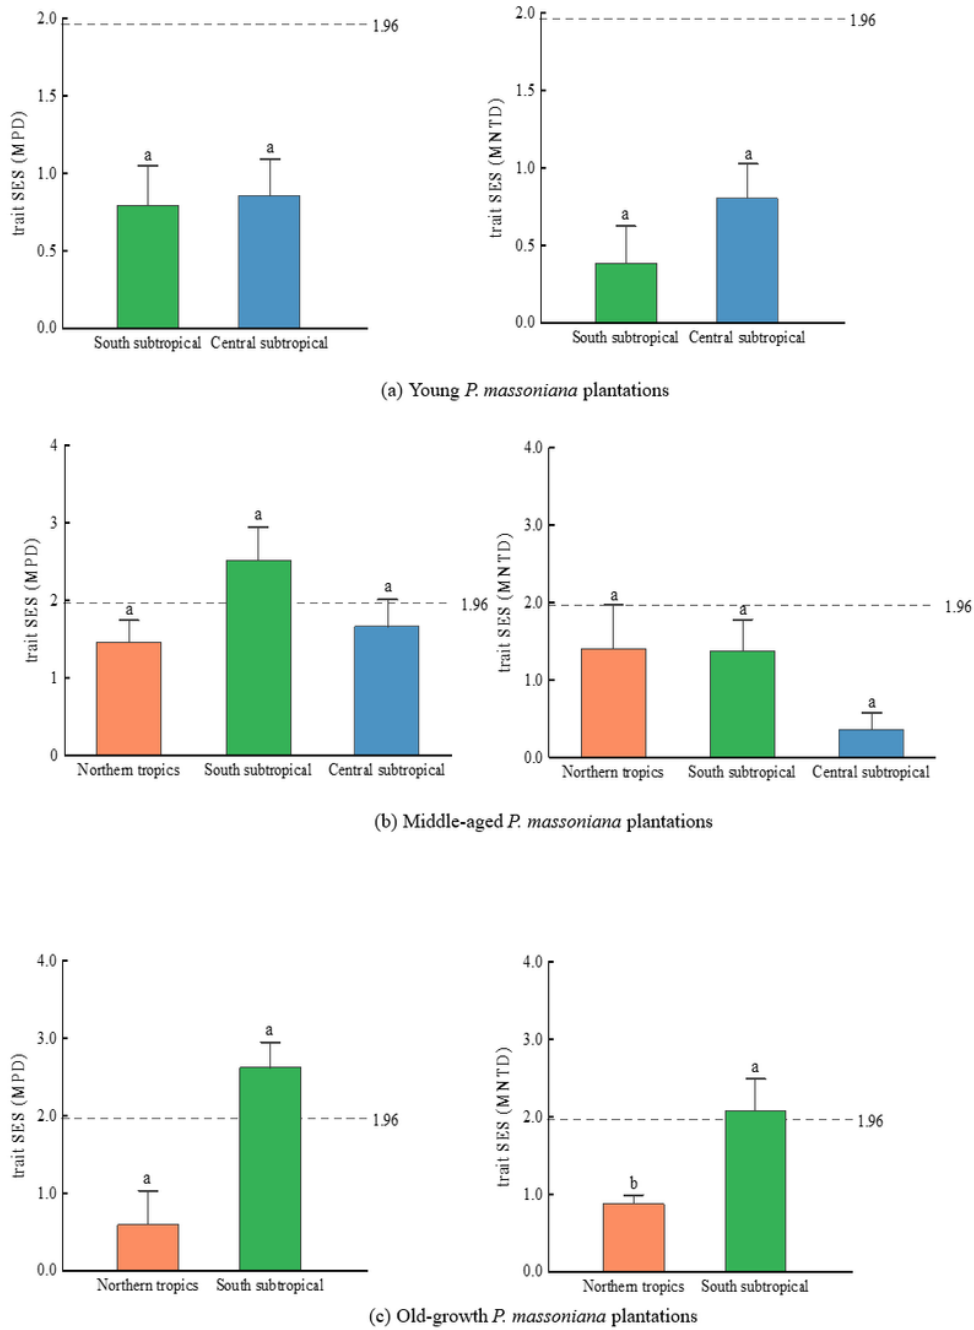 2.0
1.96
1.5
1.0
0.5
0.0
trait SES (MPD)
a
a
South subtropical
Central subtropical
2.0
1.96
1.5
1.0
0.5
0.0
trait SES (MNTD)
a
a
South subtropical
Central subtropical
(a) Young P. massoniana plantations
4
3
2
1
0
trait SES (MPD)
1.96
a
a
a
Northern tropics
South subtropical
Central subtropical
4.0
3.0
2.0
1.0
0.0
trait SES (MNTD)
1.96
a
a
a
Northern tropics
South subtropical
Central subtropical
(b) Middle-aged P. massoniana plantations
4.0
3.0
2.0
1.0
0.0
trait SES (MPD)
1.96
a
a
Northern tropics
South subtropical
4.0
3.0
2.0
1.0
0.0
trait SES (MNTD)
1.96
b
a
Northern tropics
South subtropical
(c) Old-growth P. massoniana plantations